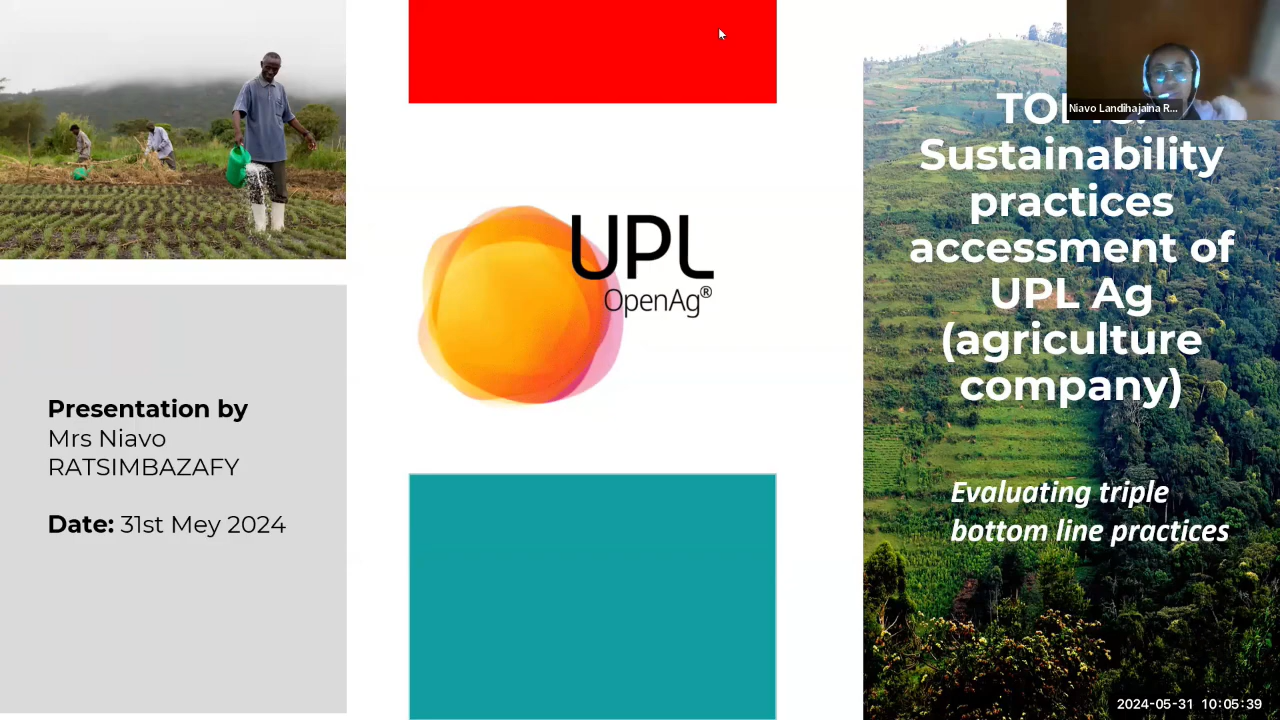 Presentation by
Mrs Niavo
RATSIMBAZAFY
Date: 31st Mey 2024
UPL
OpenAg®
Niavo Landihajaina R...
Sustainability
practices
accessment of
UPL Ag
(agriculture
company)
Evaluating triple
bottom line practices
2024-05-31 10:05:39